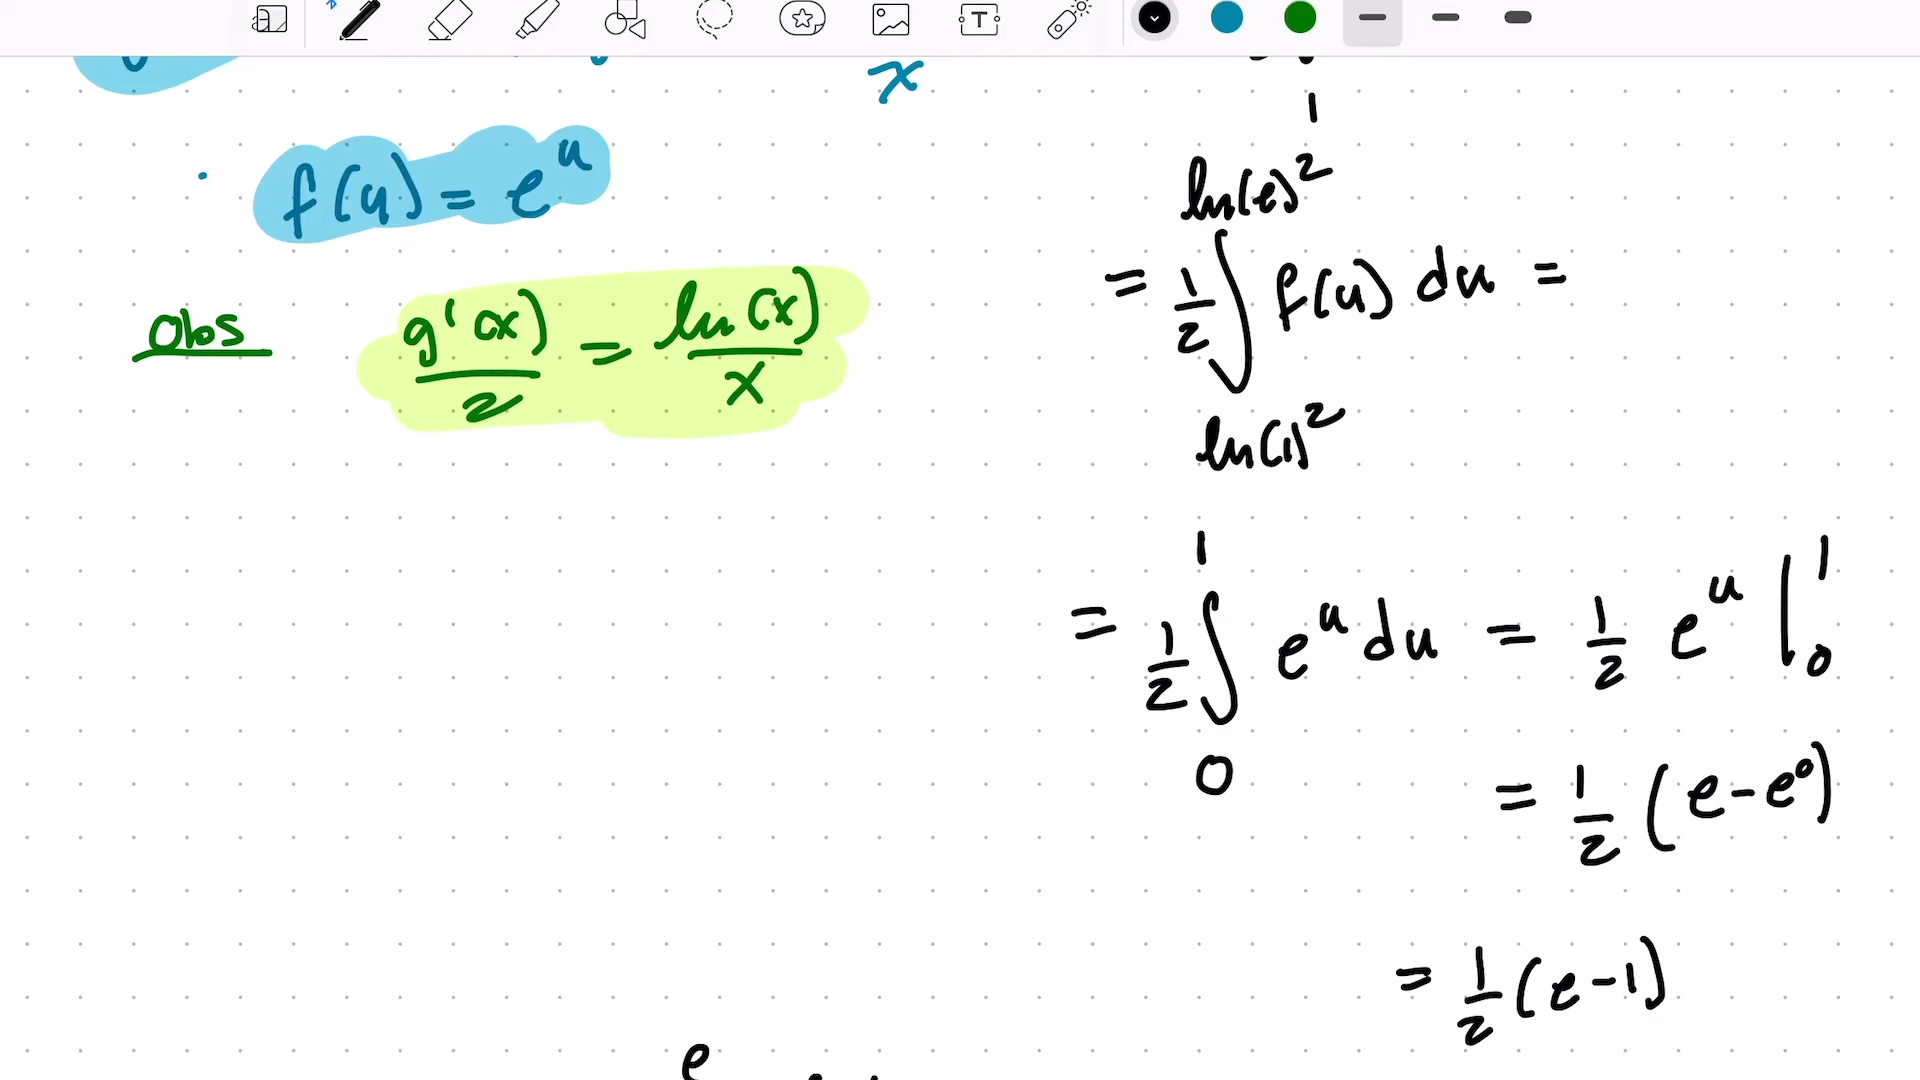 x
1
f(u) = e^u
Obs g'(x)/2 = ln(x)/x
ln(e)^2
= 1/2 ∫ f(u) du =
ln(1)^2
1
= 1/2 ∫ e^u du = 1/2 e^u |_0^1
0
= 1/2 (e - e^0)
= 1/2 (e - 1)
e